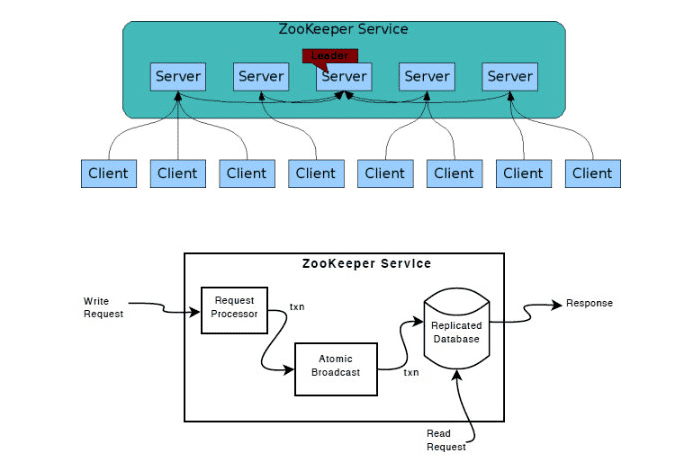 ZooKeeper Service
Leader
Server Server Server Server Server
Client Client Client Client Client Client Client Client
ZooKeeper Service
Write
Request
Request
Processor
txn
Atomic
Broadcast
txn
Replicated
Database
Response
Read
Request